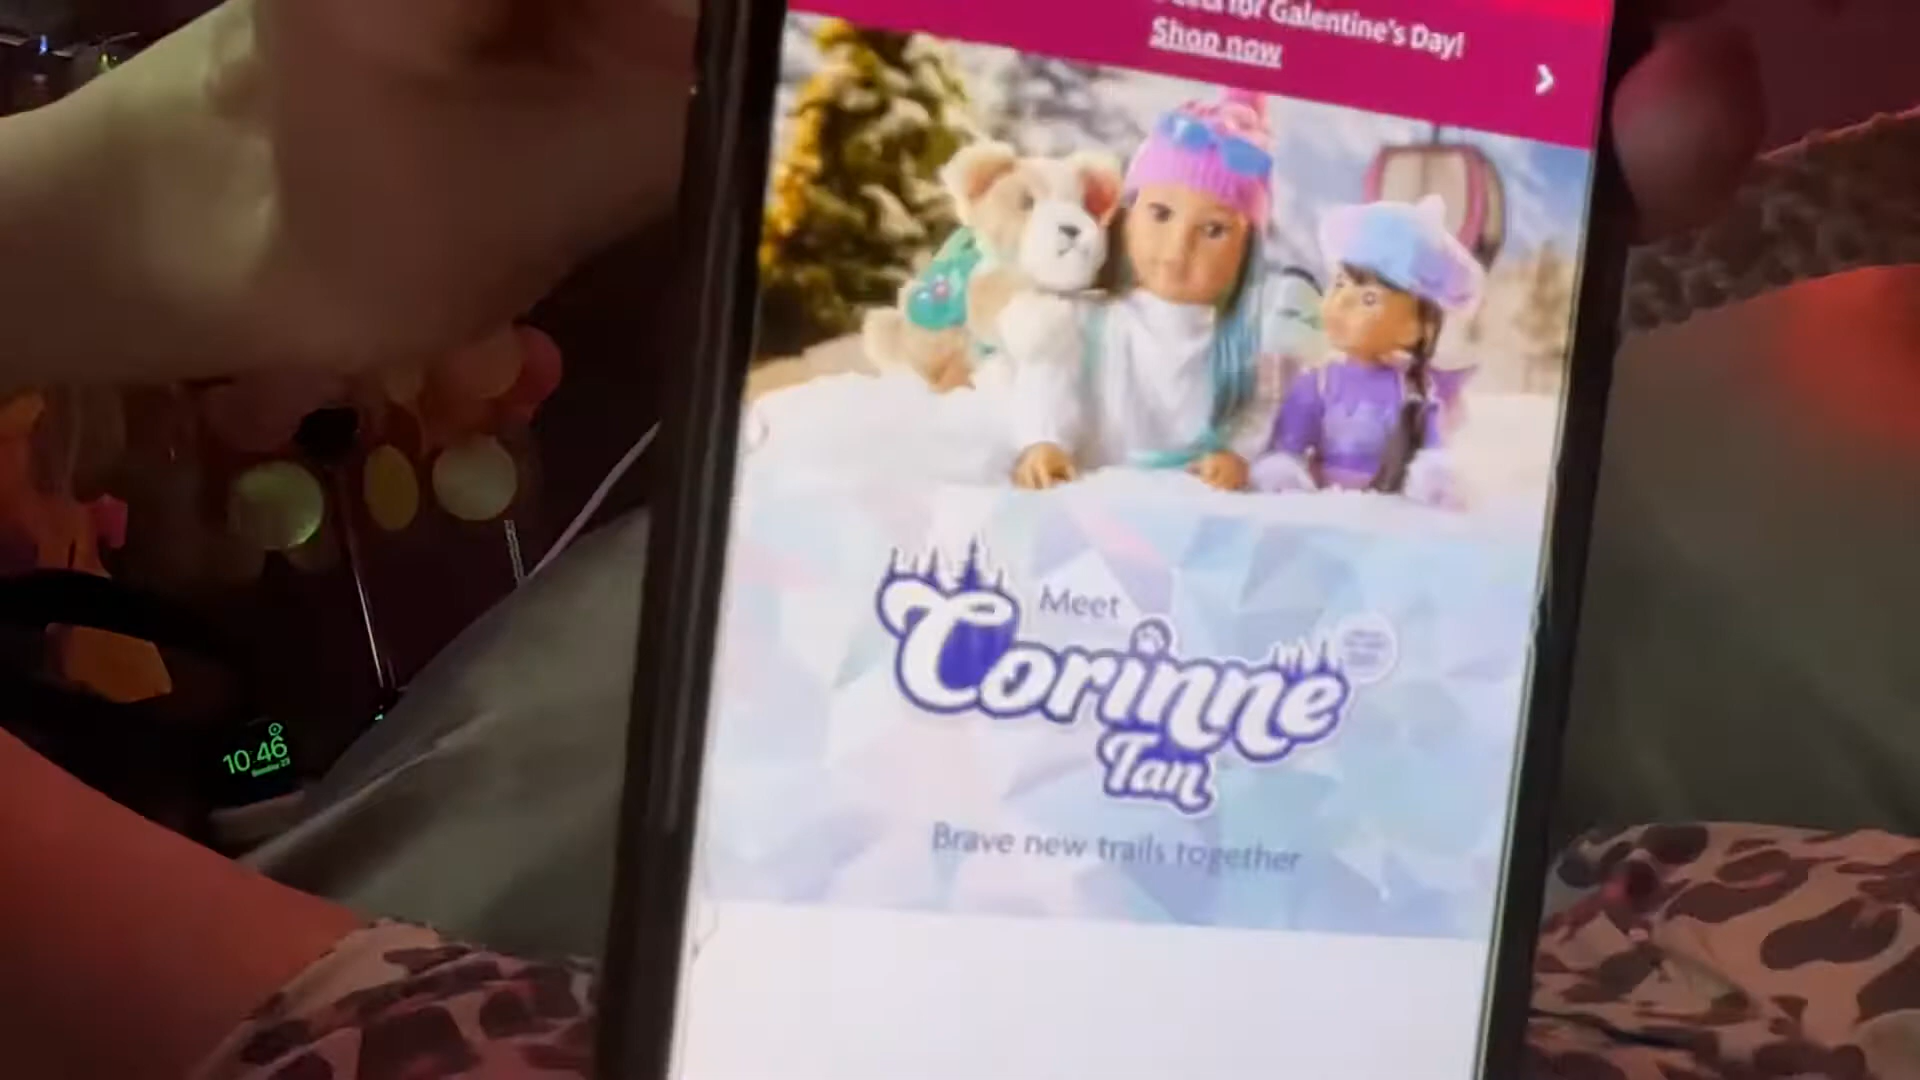 for Galentine's Day!
Shop now
Meet
Corinne
Tan
Brave new trails together
10:46